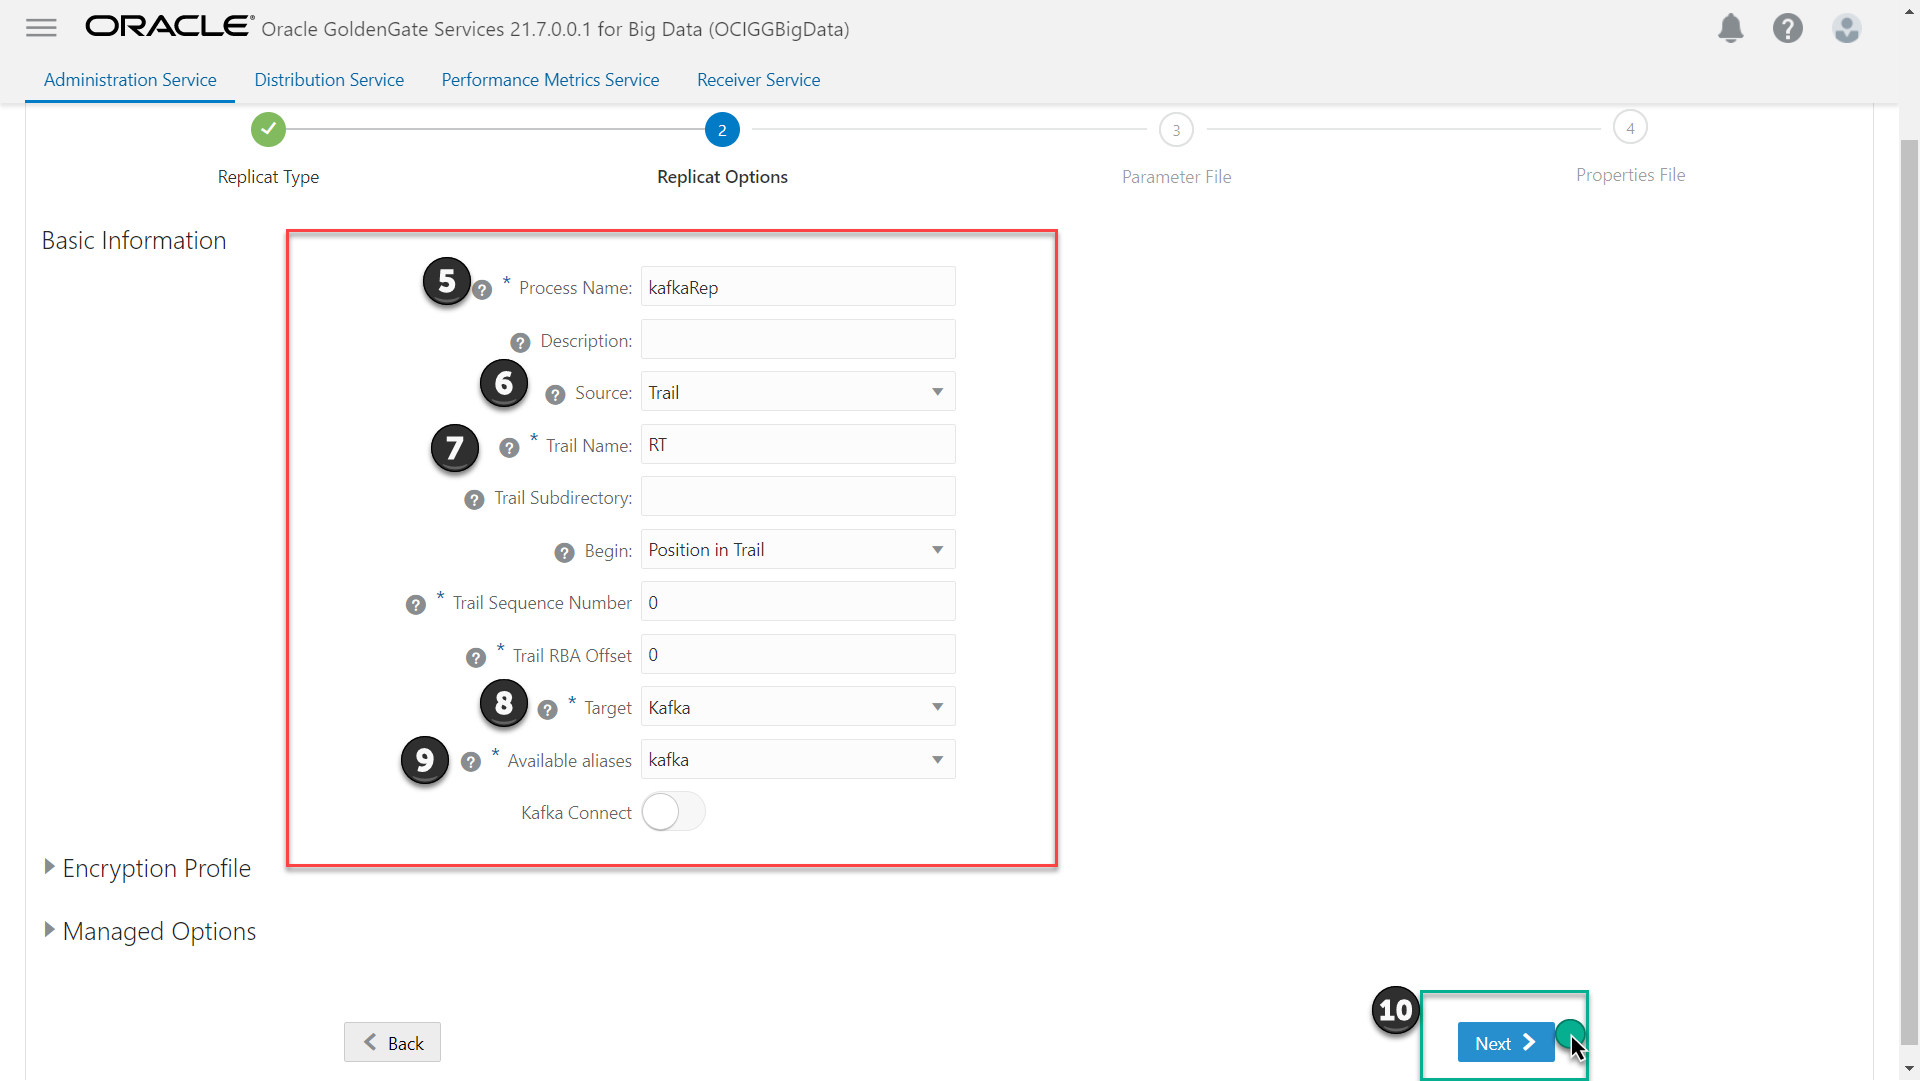 ORACLE Oracle GoldenGate Services 21.7.0.0.1 for Big Data (OCIGGBigData)
?
Administration Service Distribution Service Performance Metrics Service Receiver Service
2 3 4
Replicat Type Replicat Options Parameter File Properties File
Basic Information
5 ? * Process Name: kafkaRep
? Description:
6 ? Source: Trail
7 ? * Trail Name: RT
? Trail Subdirectory:
? Begin: Position in Trail
? * Trail Sequence Number 0
? * Trail RBA Offset 0
8 ? * Target Kafka
9 ? * Available aliases kafka
Kafka Connect
Encryption Profile
Managed Options
10
Back Next